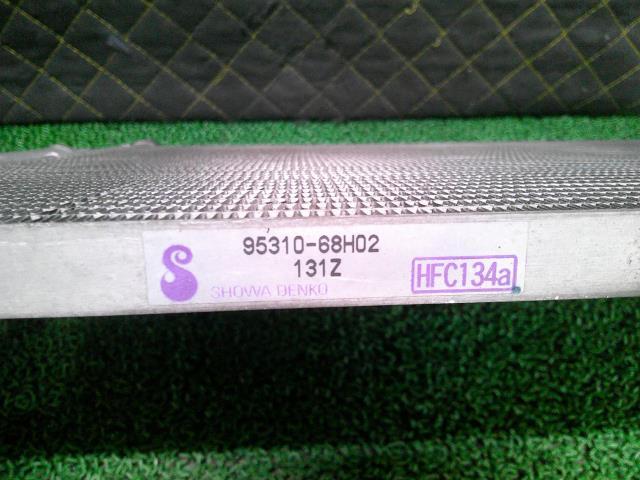 95310-68H02
131Z
SHOWA DENKO
HFC134a